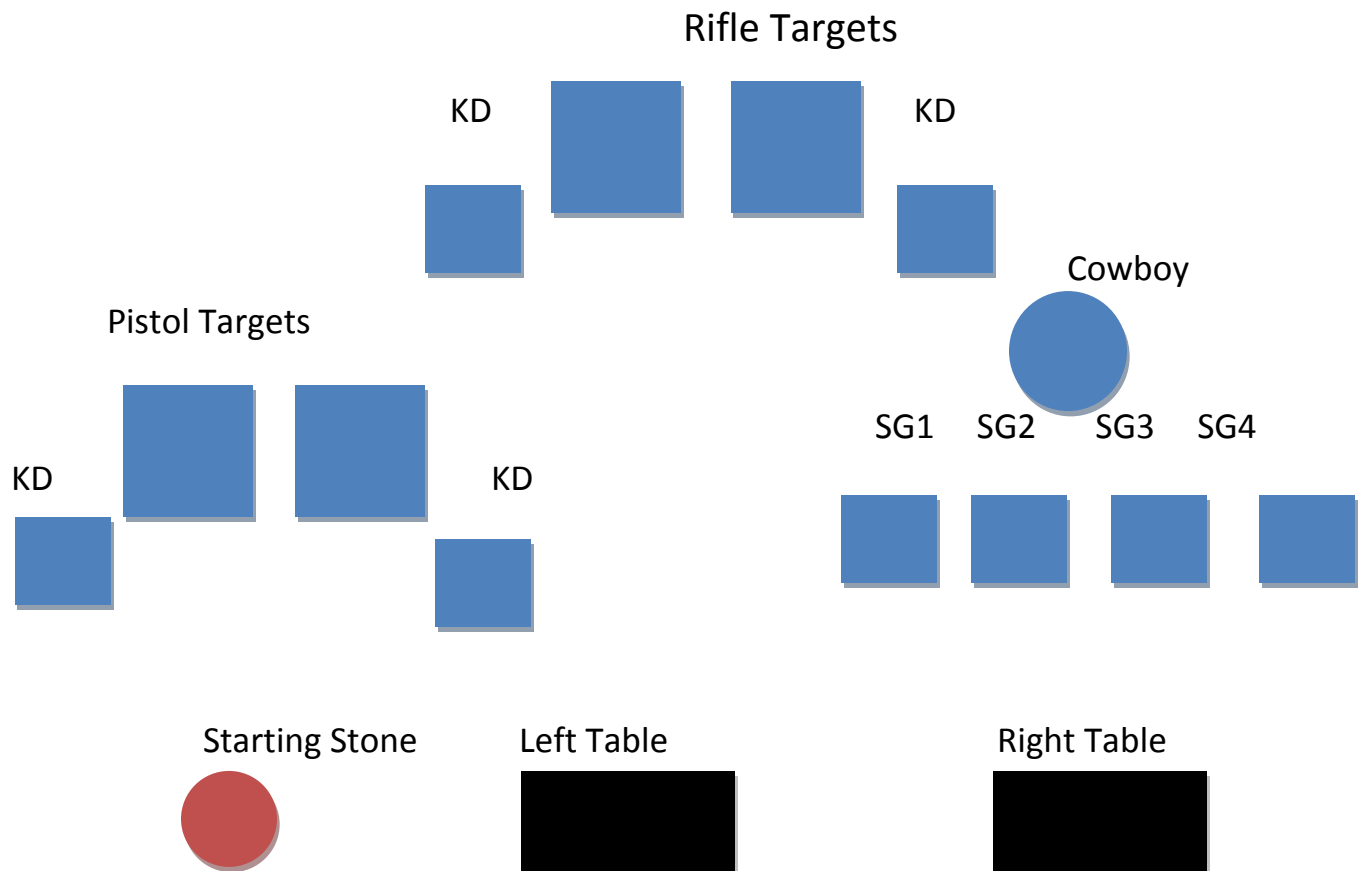 Rifle Targets
KD
KD
Cowboy
Pistol Targets
SG1 SG2 SG3 SG4
KD
KD
Starting Stone
Left Table
Right Table